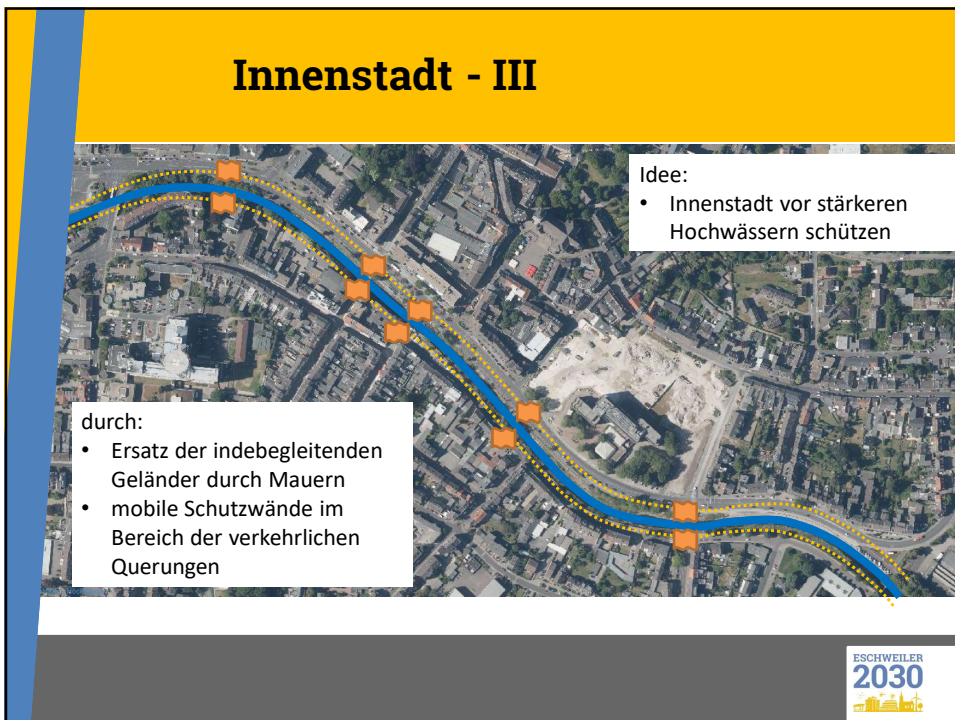 Innenstadt - III
Idee:
• Innenstadt vor stärkeren
Hochwässern schützen
durch:
• Ersatz der indebegleitenden
Geländer durch Mauern
• mobile Schutzwände im
Bereich der verkehrlichen
Querungen
ESCHWEILER
2030